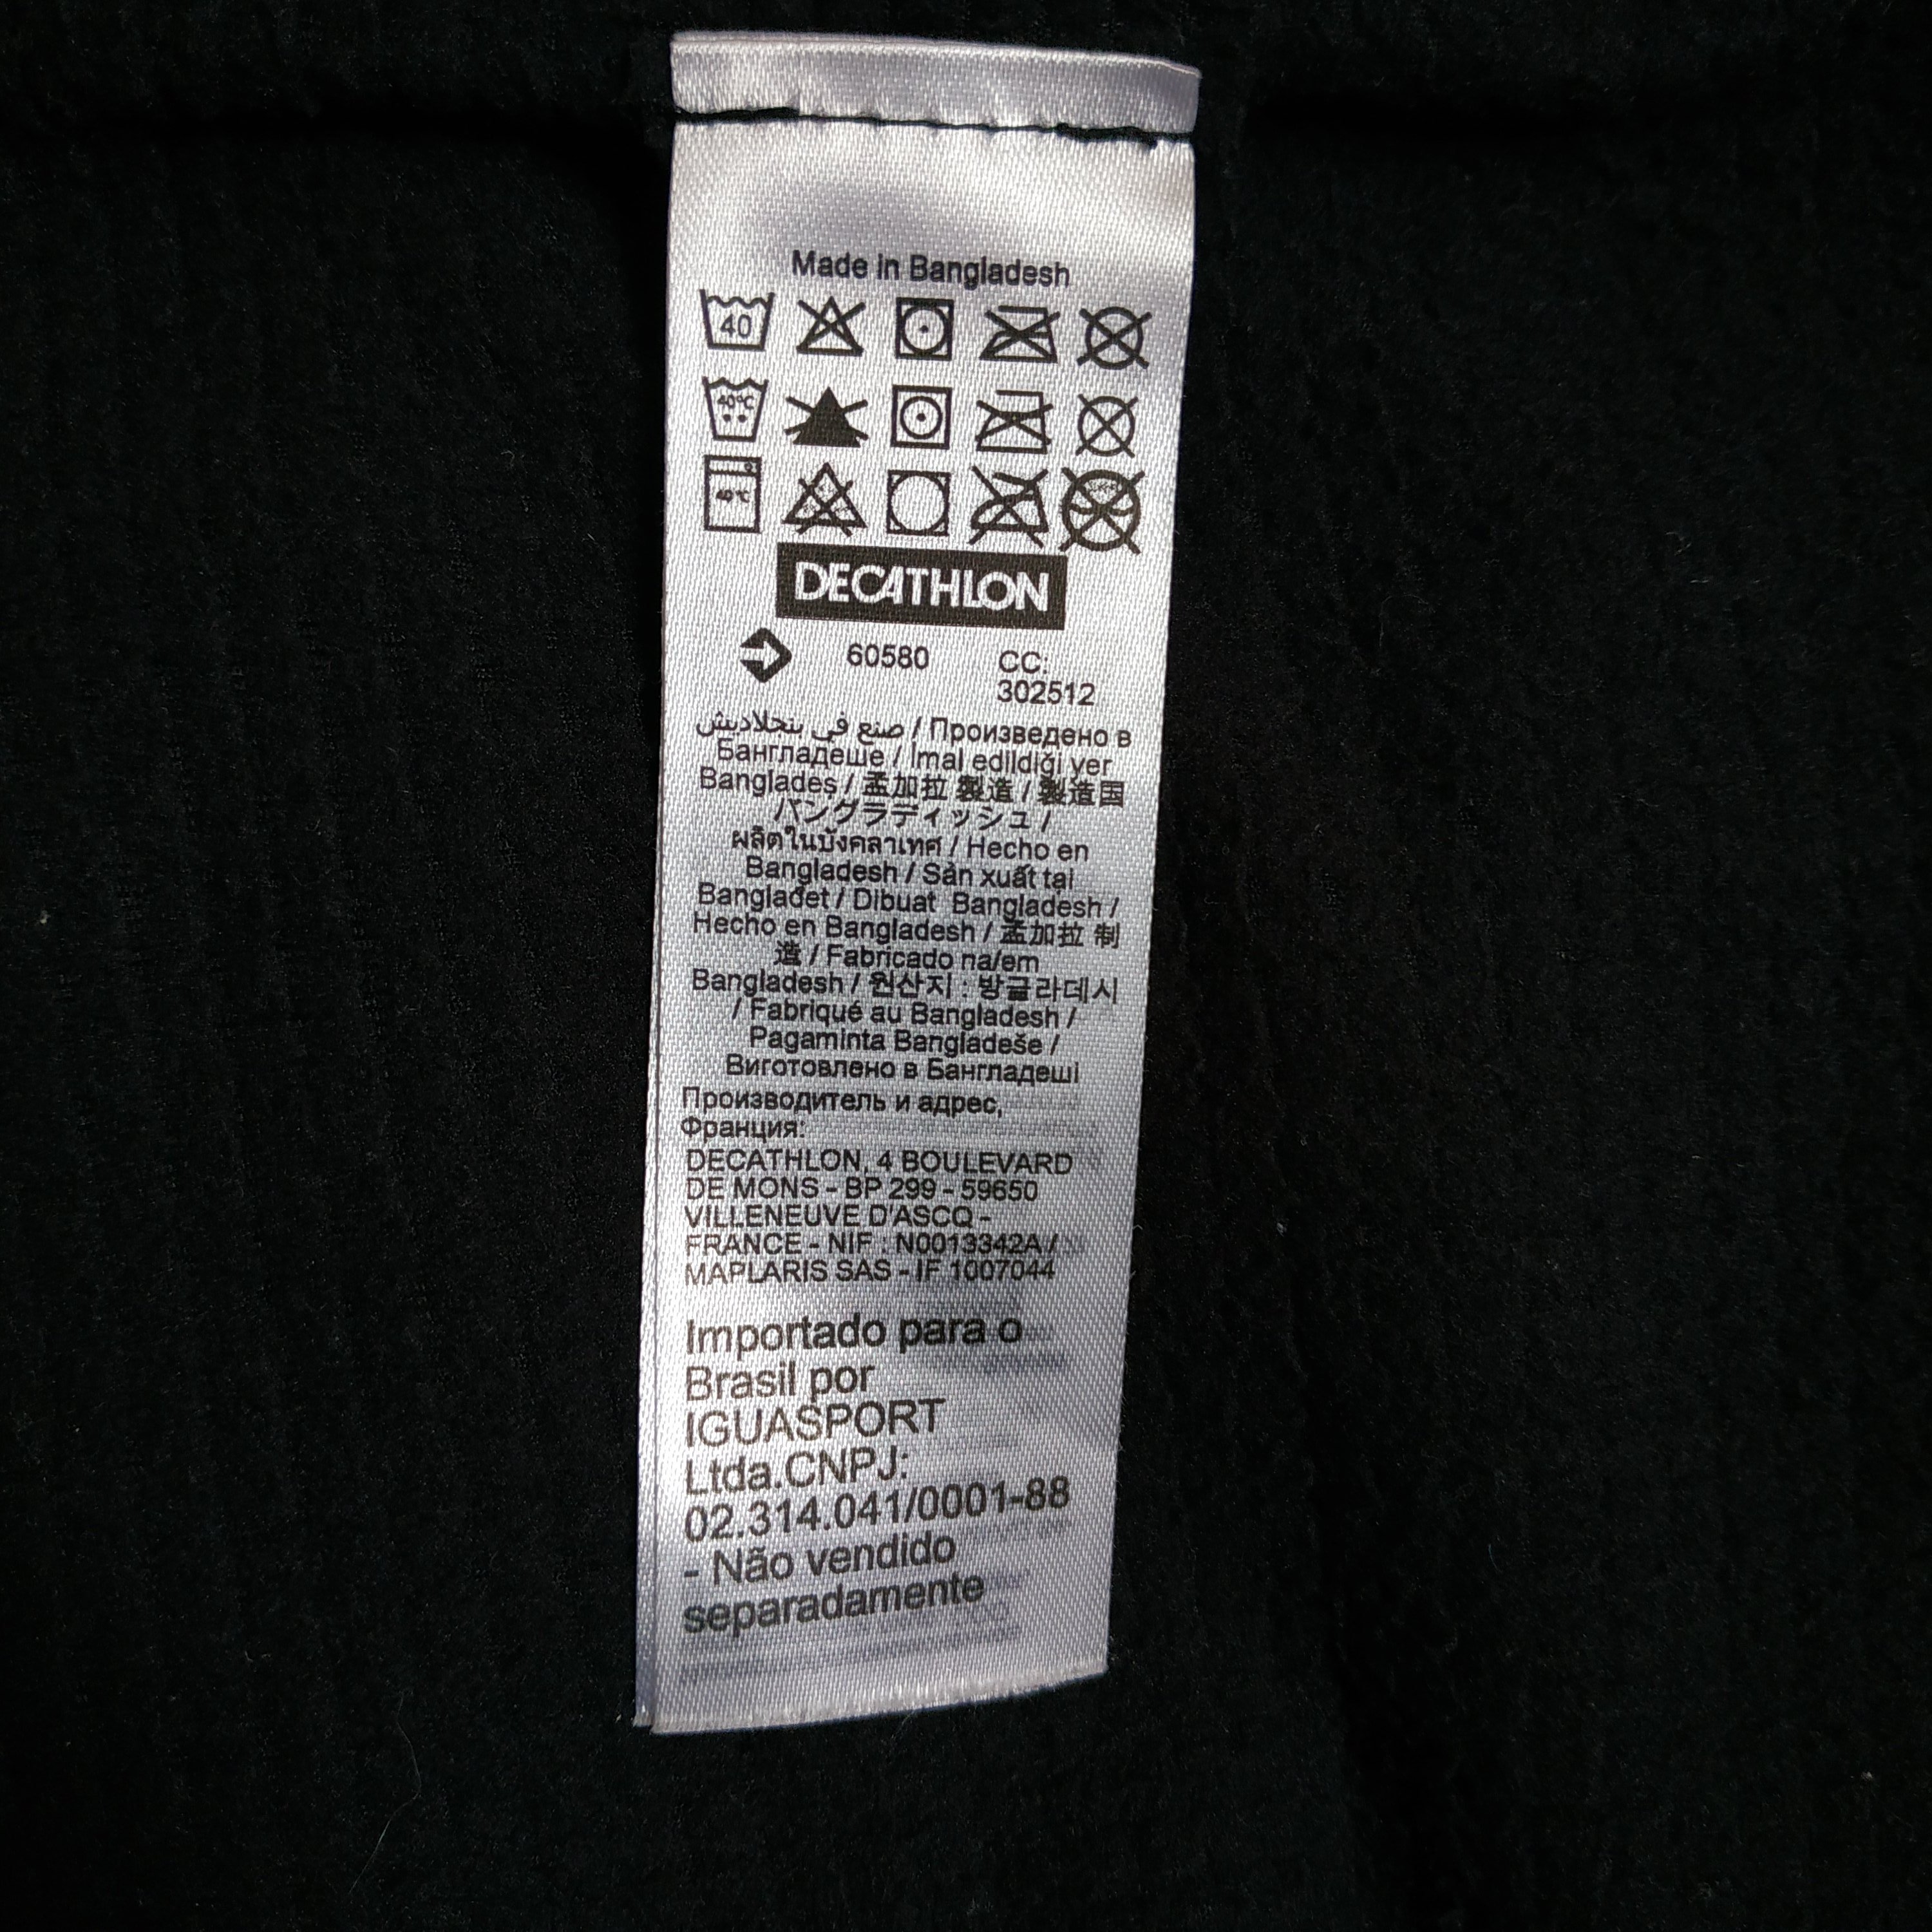 Made in Bangladesh
40
40°C
40°C
DECATHLON
60580 CC:
302512
صنع في بنجلاديش / Произведено в
Бангладеше / İmal edildiği yer
Bangladeş / 孟加拉 製造 / 製造国
バングラディッシュ /
ผลิตในบังคลาเทศ / Hecho en
Bangladesh / Sản xuất tại
Banglađet / Dibuat Bangladesh /
Hecho en Bangladesh / 孟加拉 制
造 / Fabricado na/em
Bangladesh / 원산지 : 방글라데시
/ Fabriqué au Bangladesh /
Pagaminta Bangladeše /
Виготовлено в Бангладеші
Производитель и адрес,
Франция:
DECATHLON, 4 BOULEVARD
DE MONS - BP 299 - 59650
VILLENEUVE D'ASCQ -
FRANCE - NIF : N0013342A /
MAPLARIS SAS - IF 1007044
Importado para o
Brasil por
IGUASPORT
Ltda.CNPJ:
02.314.041/0001-88
- Não vendido
separadamente